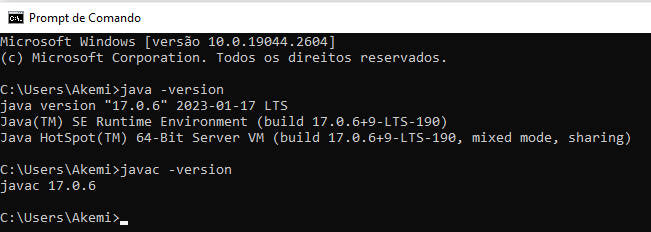 Prompt de Comando
Microsoft Windows [versão 10.0.19044.2604]
(c) Microsoft Corporation. Todos os direitos reservados.
C:\Users\Akemi>java -version
java version "17.0.6" 2023-01-17 LTS
Java(TM) SE Runtime Environment (build 17.0.6+9-LTS-190)
Java HotSpot(TM) 64-Bit Server VM (build 17.0.6+9-LTS-190, mixed mode, sharing)
C:\Users\Akemi>javac -version
javac 17.0.6
C:\Users\Akemi>